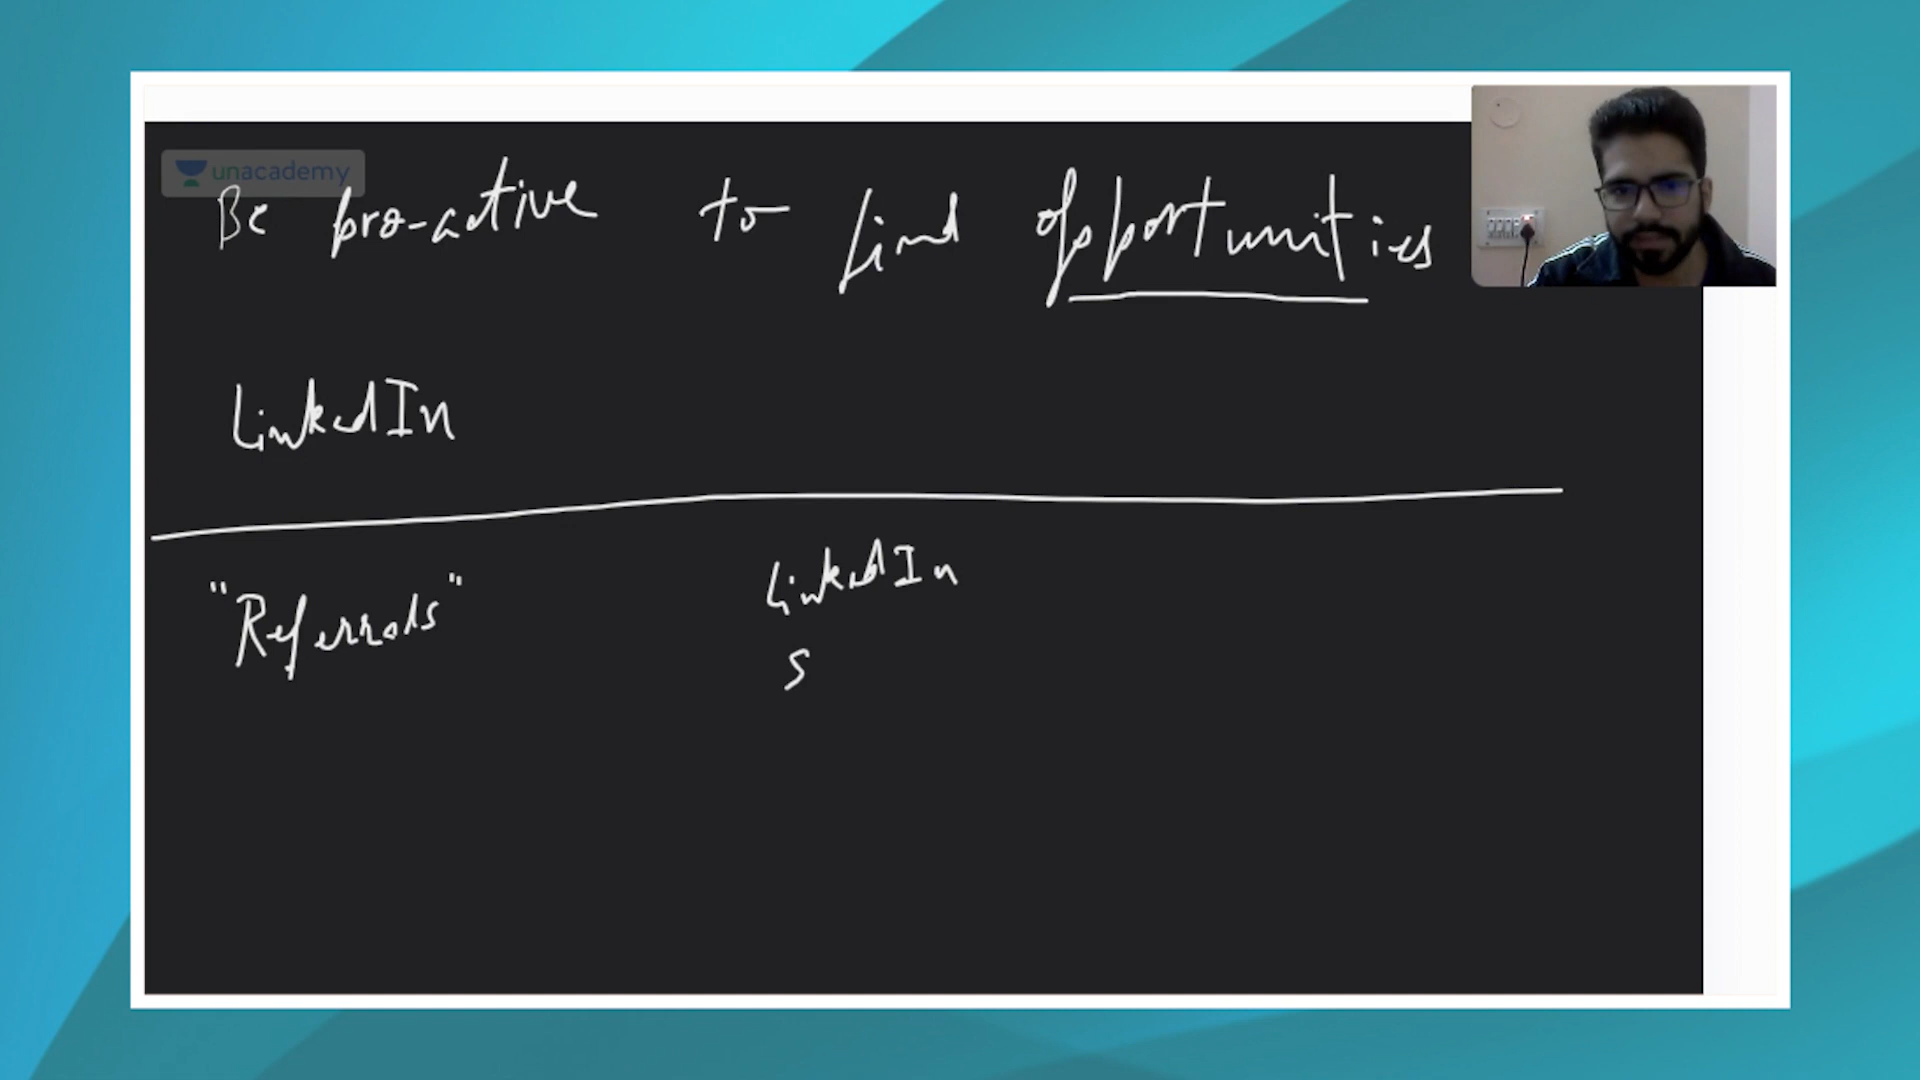 unacademy
Be pro-active to find opportunities
LinkedIn
"Referrals" LinkedIn
S